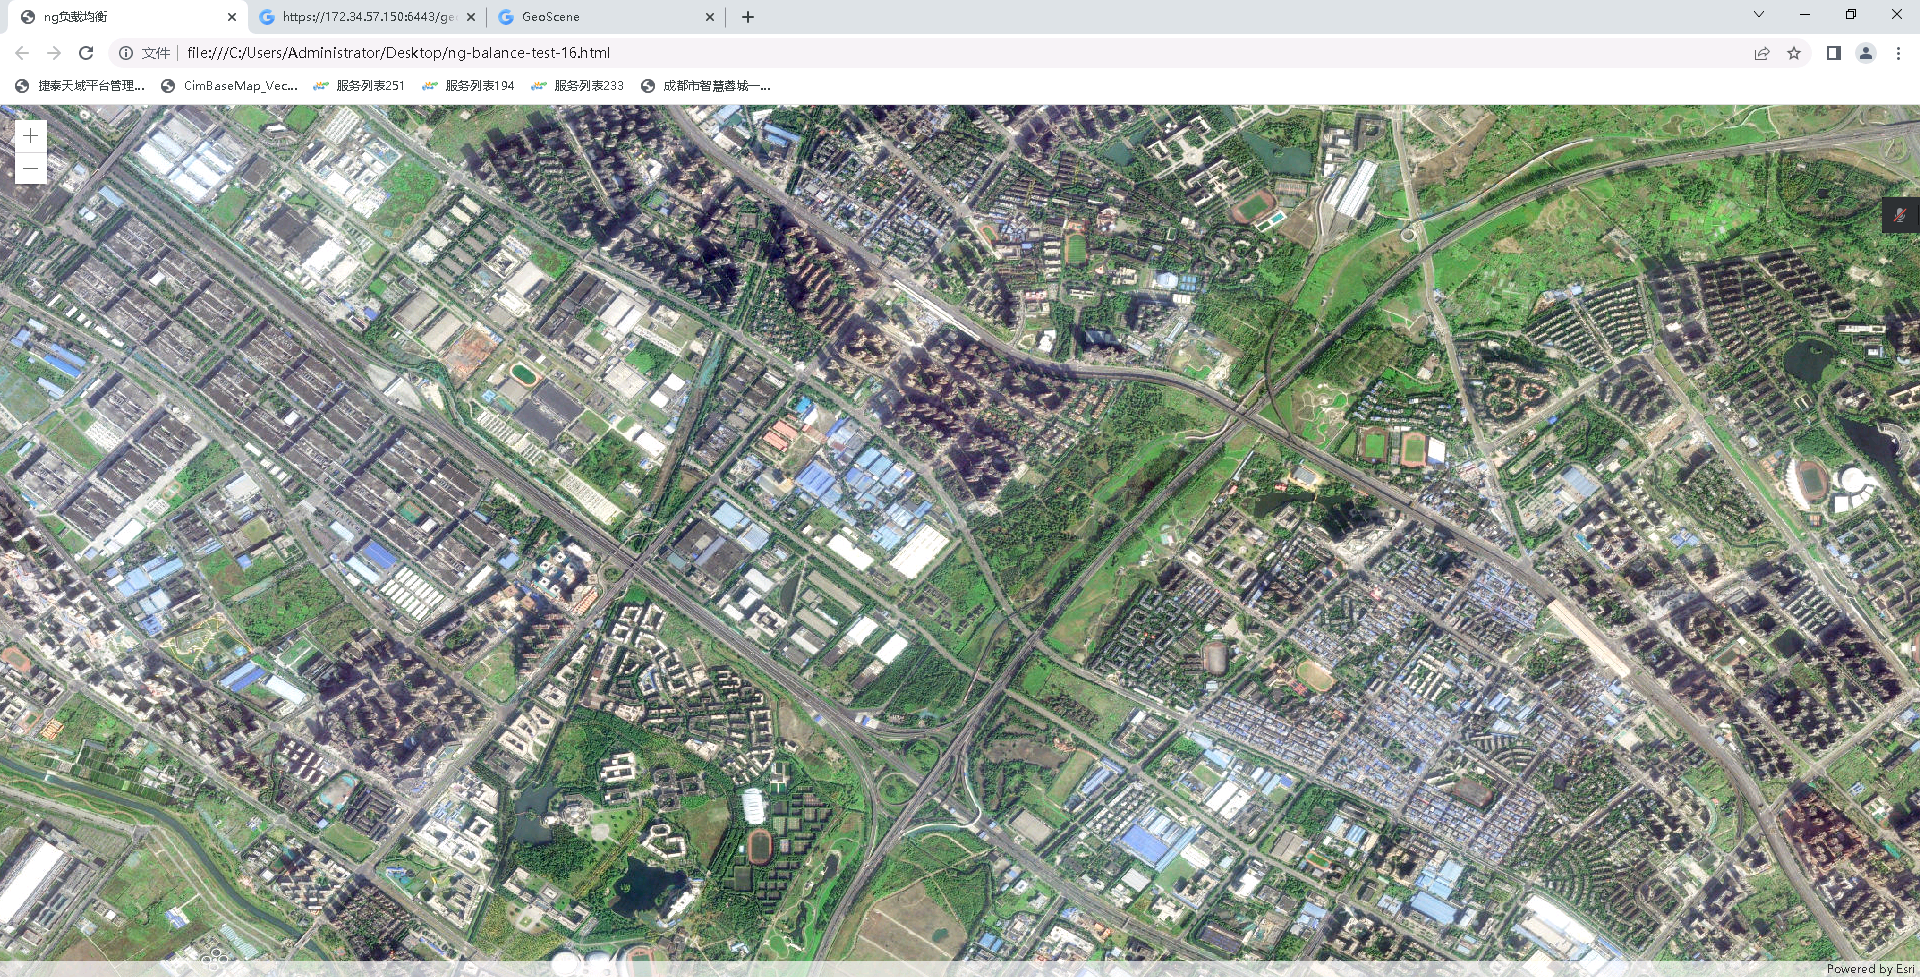 ng负载均衡
https://172.34.57.150:6443/ge
GeoScene
文件
file:///C:/Users/Administrator/Desktop/ng-balance-test-16.html
捷泰天域平台管理...
CimBaseMap_Vec...
服务列表251
服务列表194
服务列表233
成都市智慧蓉城一...
Powered by Esri